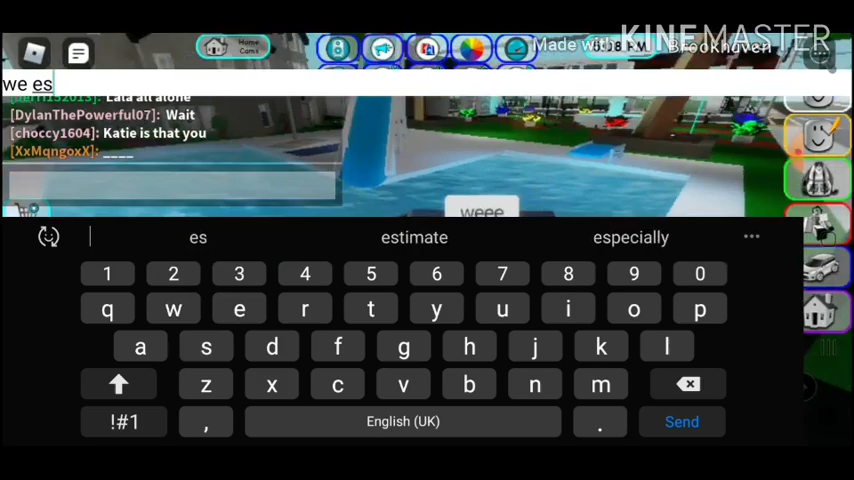 Made with
KINEMASTER
Home
Cams
Brookhaven
we es
Lala all alone
[DylanThePowerful07]: Wait
[choccy1604]: Katie is that you
[XxMqngoxX]: ____
weee
es
estimate
especially
1 2 3 4 5 6 7 8 9 0
q w e r t y u i o p
a s d f g h j k l
z x c v b n m
!#1 , English (UK) . Send